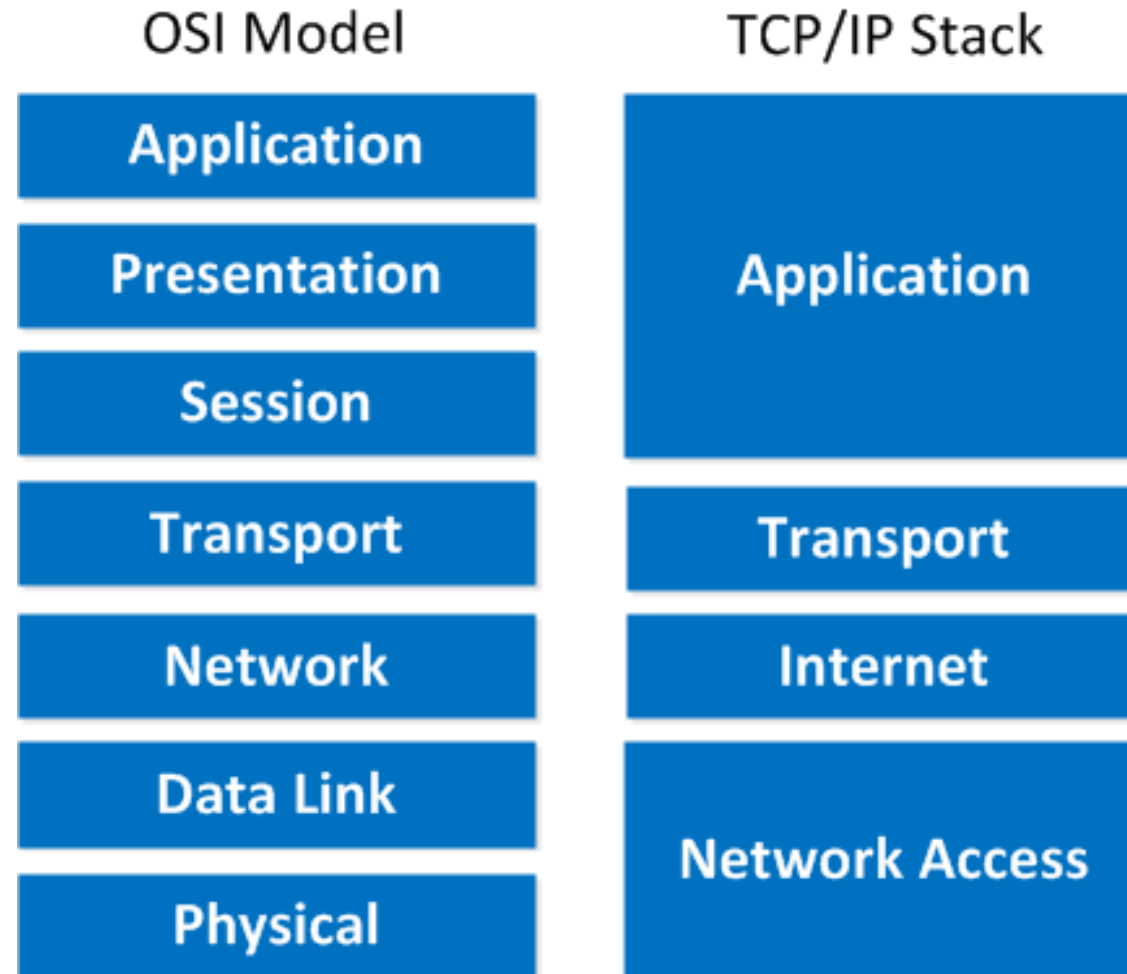 OSI Model
Application
Presentation
Session
Transport
Network
Data Link
Physical
TCP/IP Stack
Application
Transport
Internet
Network Access